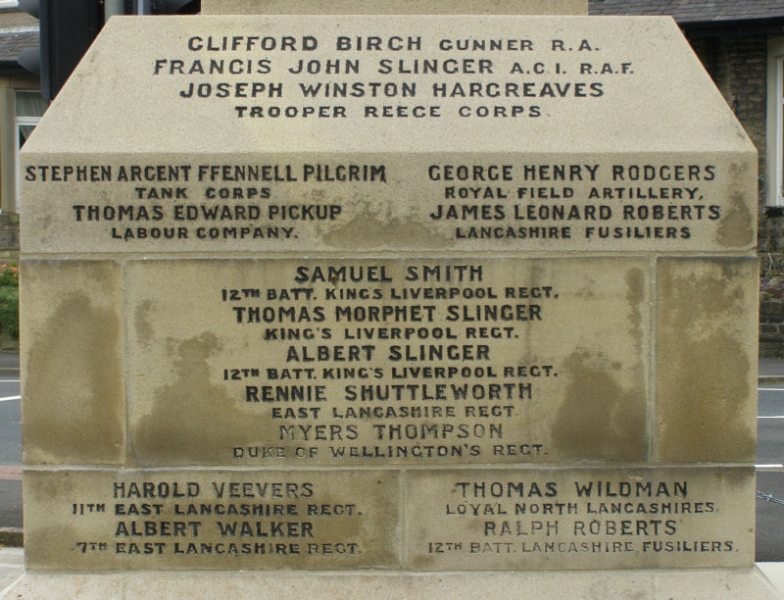 CLIFFORD BIRCH GUNNER R.A.
FRANCIS JOHN SLINGER A.C.I. R.A.F.
JOSEPH WINSTON HARGREAVES
TROOPER REECE CORPS.
STEPHEN ARGENT FFENNELL PILGRIM
TANK CORPS
THOMAS EDWARD PICKUP
LABOUR COMPANY.
GEORGE HENRY RODGERS
ROYAL FIELD ARTILLERY,
JAMES LEONARD ROBERTS
LANCASHIRE FUSILIERS
SAMUEL SMITH
12TH BATT. KINGS LIVERPOOL REGT.
THOMAS MORPHET SLINGER
KING'S LIVERPOOL REGT.
ALBERT SLINGER
12TH BATT. KING'S LIVERPOOL REGT.
RENNIE SHUTTLEWORTH
EAST LANCASHIRE REGT.
MYERS THOMPSON
DUKE OF WELLINGTON'S REGT.
HAROLD VEEVERS
11TH EAST LANCASHIRE REGT.
ALBERT WALKER
7TH EAST LANCASHIRE REGT.
THOMAS WILDMAN
LOYAL NORTH LANCASHIRES.
RALPH ROBERTS
12TH BATT. LANCASHIRE FUSILIERS.